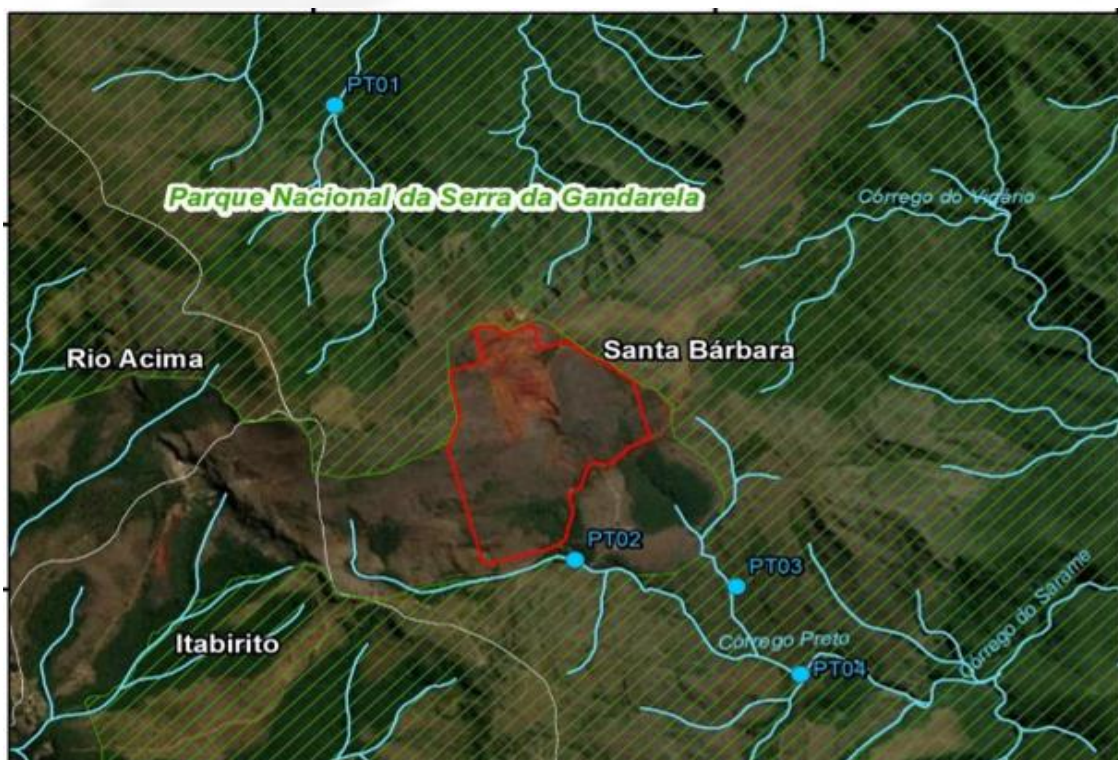 PT01
Parque Nacional da Serra da Gandarela
Córrego do Vigário
Rio Acima
Santa Bárbara
PT02
PT03
Itabirito
Córrego Preto
Córrego do Sarame
PT04